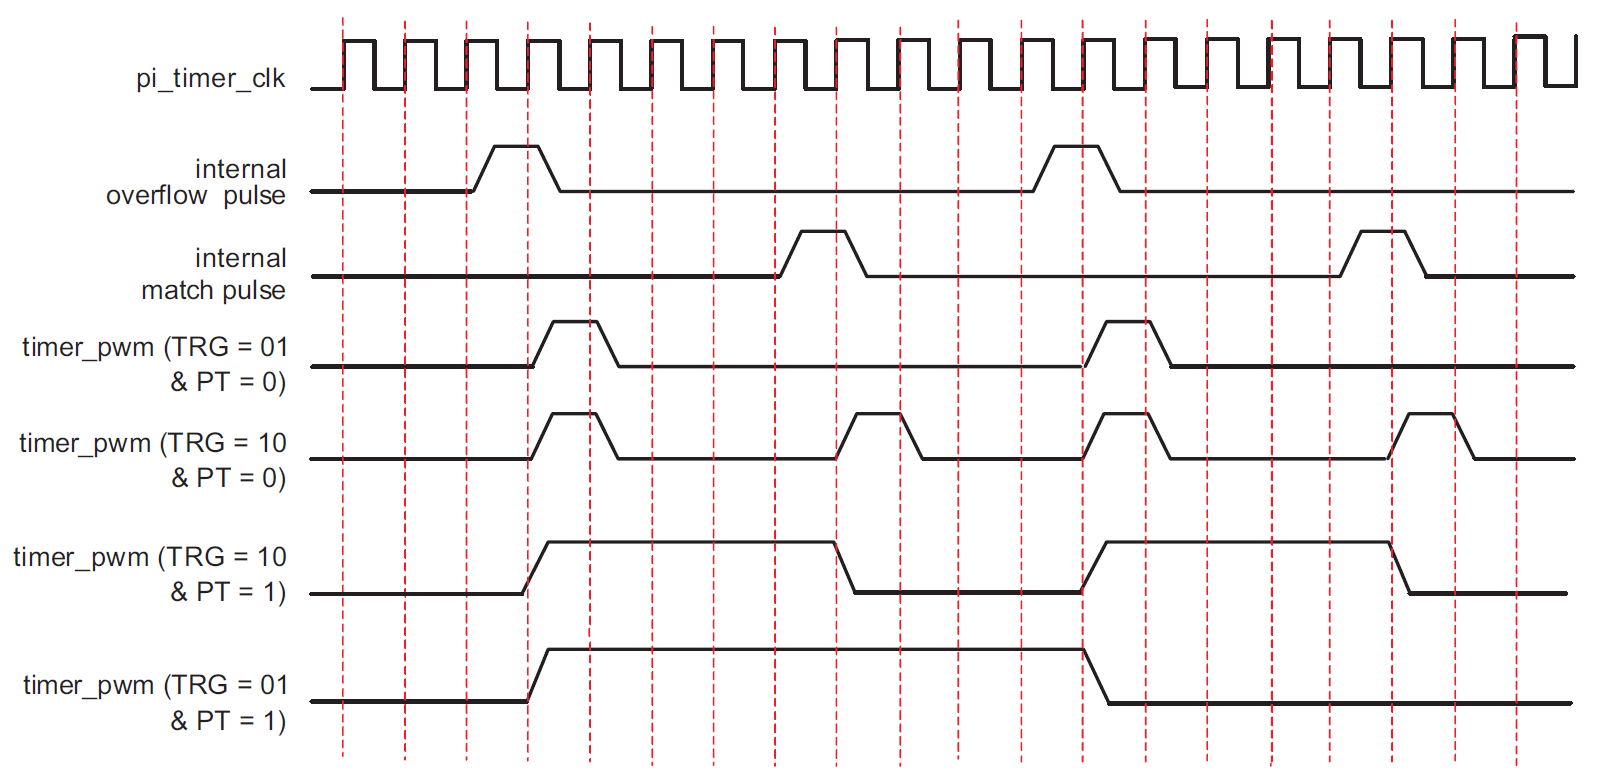 pi_timer_clk
internal
overflow pulse
internal
match pulse
timer_pwm (TRG = 01
& PT = 0)
timer_pwm (TRG = 10
& PT = 0)
timer_pwm (TRG = 10
& PT = 1)
timer_pwm (TRG = 01
& PT = 1)